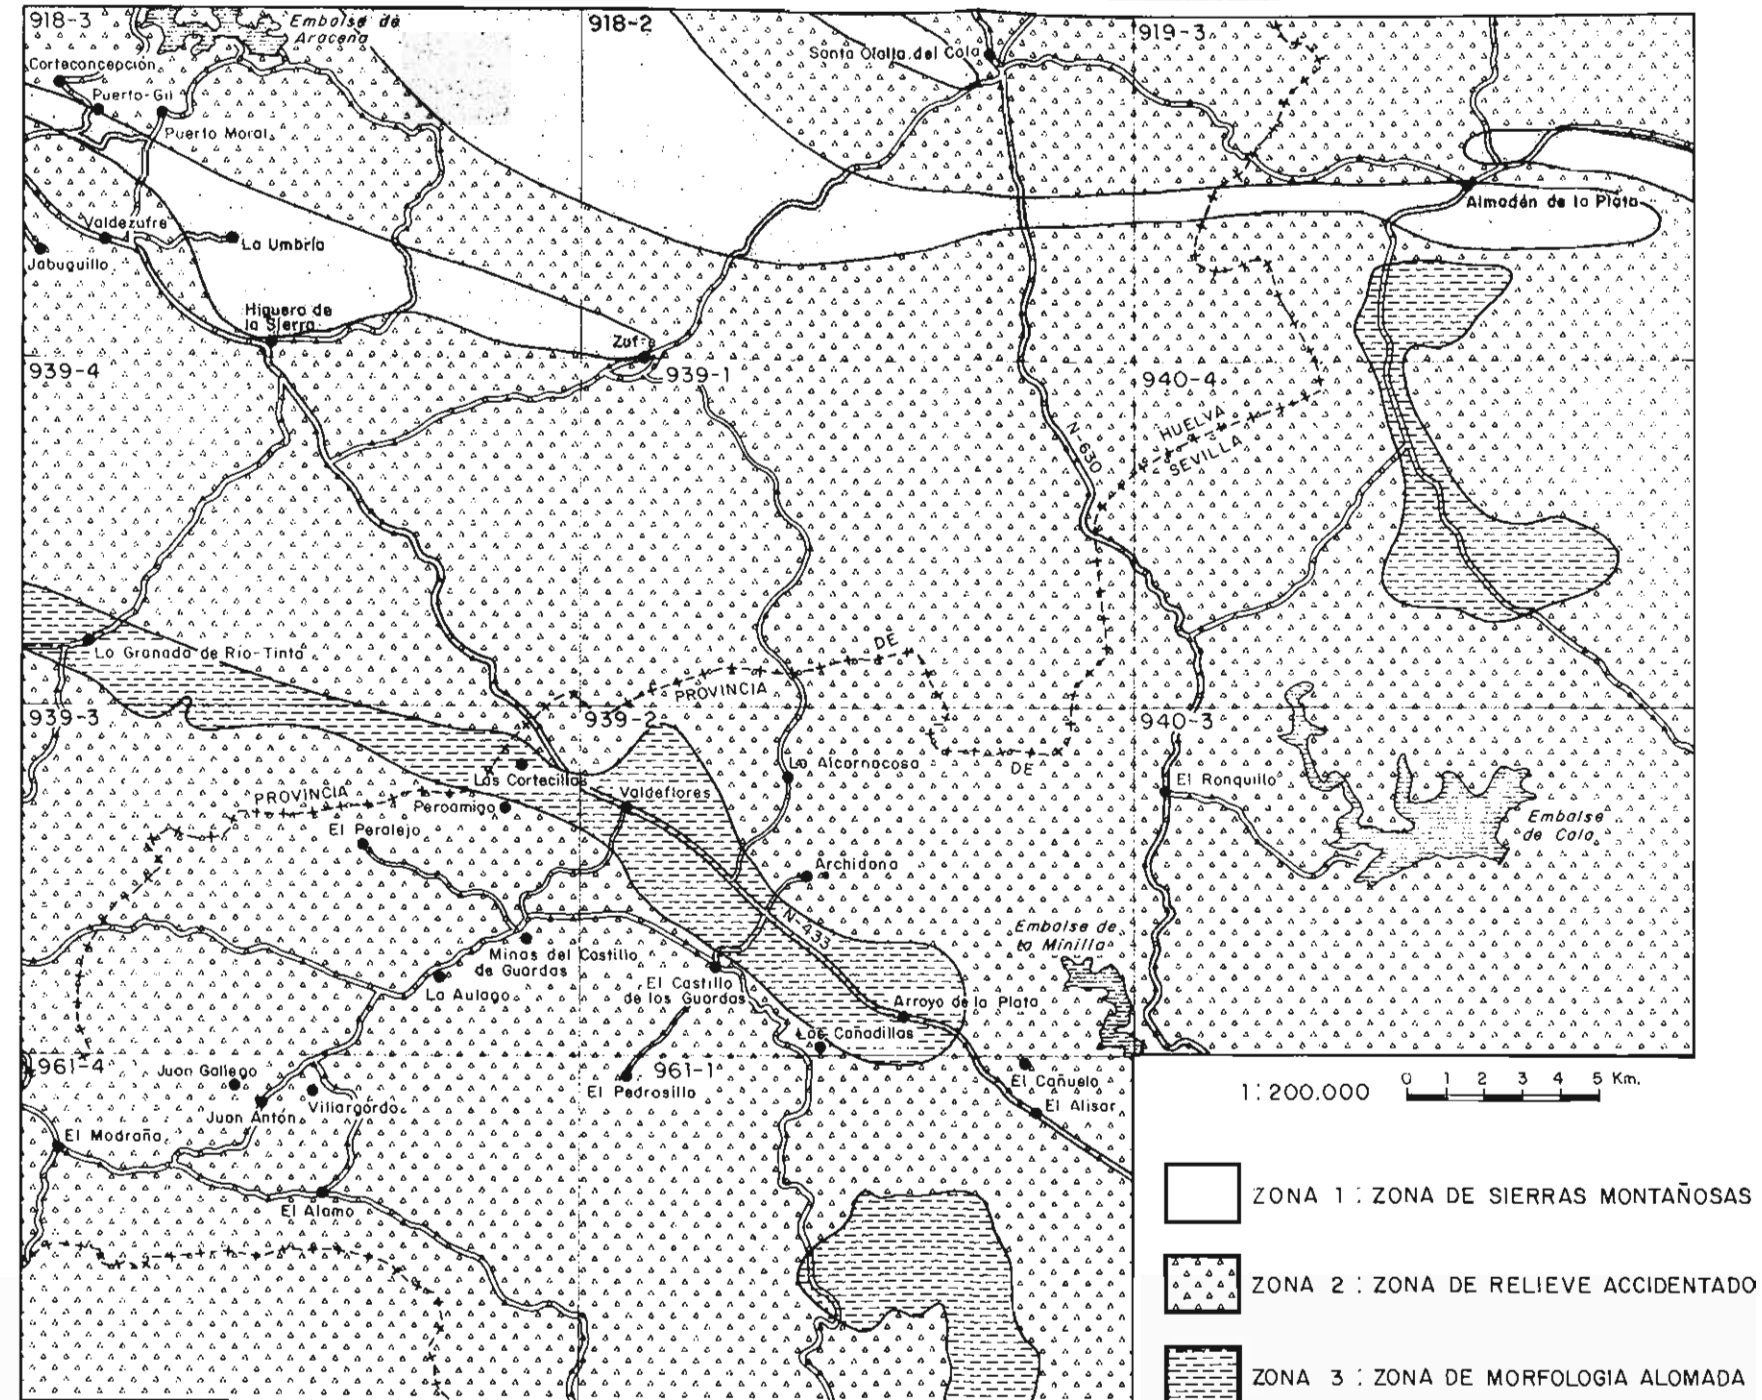 918-3
Embalse de
Aracena
918-2
Santa Olalla del Cala
919-3
Corteconcepción
Puerto-Gil
Puerto Moral
Almadén de la Plata
Valdezufre
La Umbría
Jabuguillo
Higuera de
la Sierra
Zufre
939-4
939-1
940-4
HUELVA
SEVILLA
N-630
La Granada de Río-Tinto
DE
PROVINCIA
939-3
939-2
940-3
La Alcornocosa
DE
Las Cortecillas
El Ronquillo
PROVINCIA
Peroamigo
Valdeflores
El Peralejo
Embalse
de Cala
Archidona
N-433
Embalse de
la Minilla
Minas del Castillo
de Guardas
La Aulaga
El Castillo
de los Guardas
Arroyo de la Plata
Las Cañadillas
961-4
Juan Gallego
961-1
El Pedrosillo
El Cañuelo
El Alisar
Juan Antón
Villargordo
El Madroña
El Alamo
1:200.000
0 1 2 3 4 5 Km.
ZONA 1 : ZONA DE SIERRAS MONTAÑOSAS
ZONA 2 : ZONA DE RELIEVE ACCIDENTADO
ZONA 3 : ZONA DE MORFOLOGIA ALOMADA